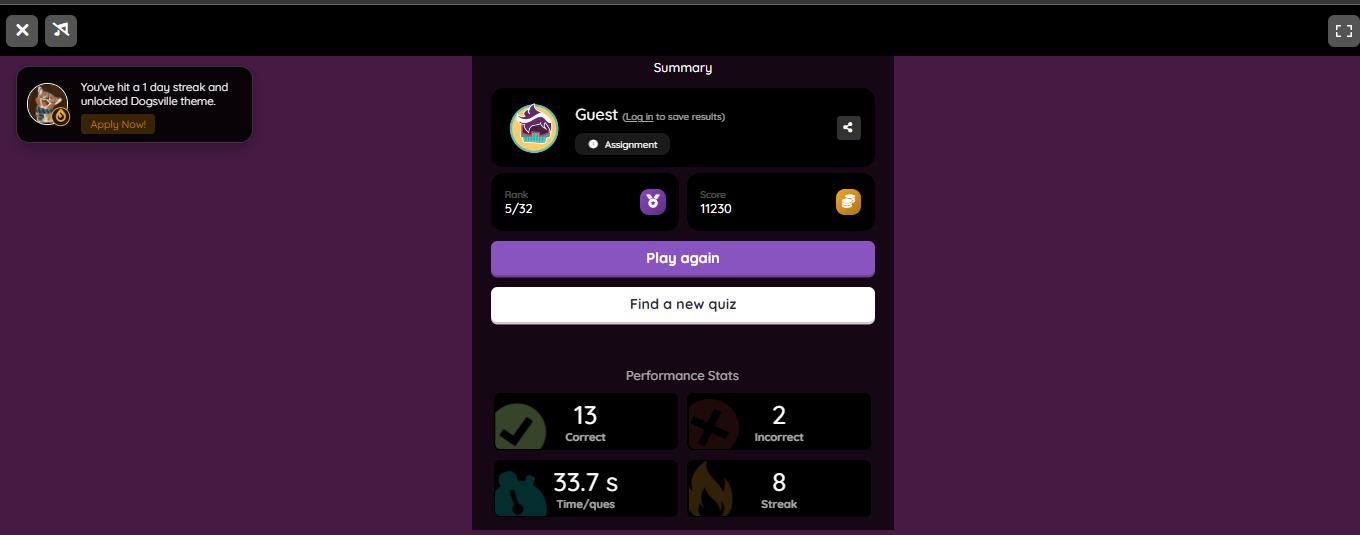 Summary
You've hit a 1 day streak and
unlocked Dogsville theme.
Apply Now!
Guest (Log in to save results)
Assignment
Rank
5/32
Score
11230
Play again
Find a new quiz
Performance Stats
13
Correct
2
Incorrect
33.7 s
Time/ques
8
Streak